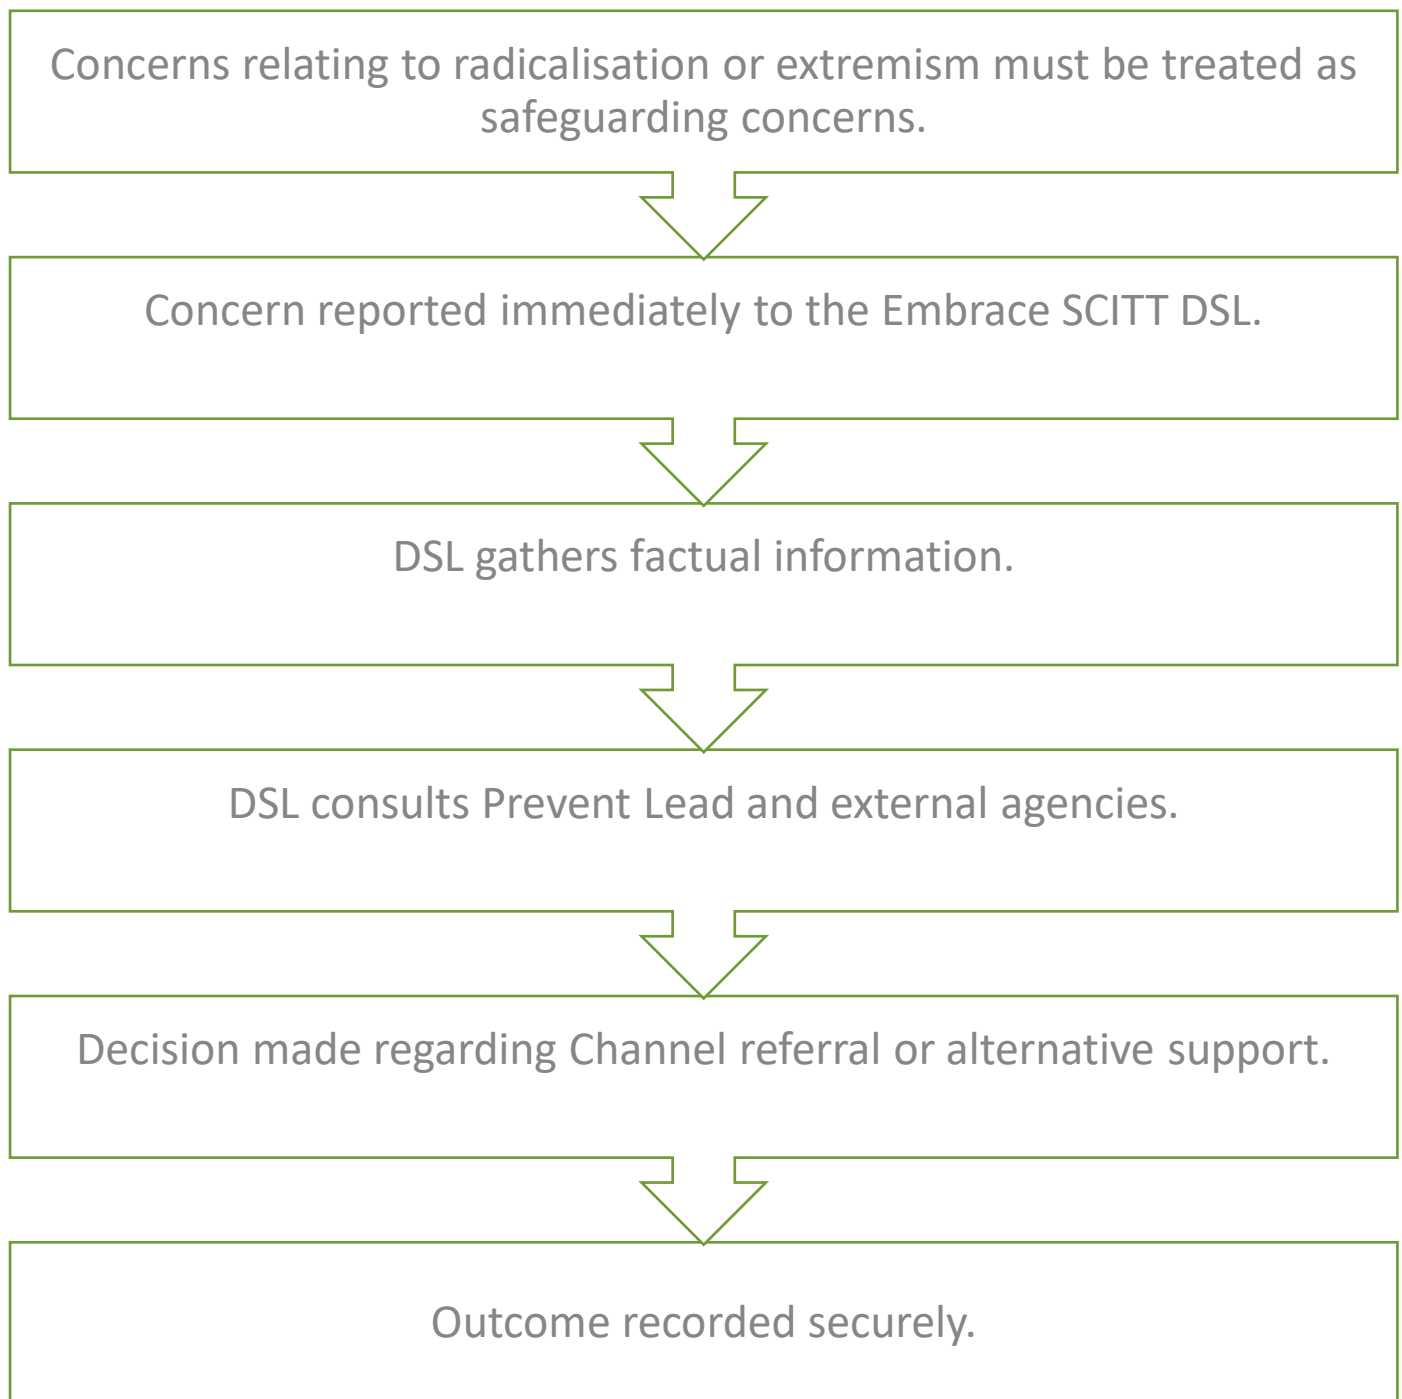 Concerns relating to radicalisation or extremism must be treated as
safeguarding concerns.
Concern reported immediately to the Embrace SCITT DSL.
DSL gathers factual information.
DSL consults Prevent Lead and external agencies.
Decision made regarding Channel referral or alternative support.
Outcome recorded securely.